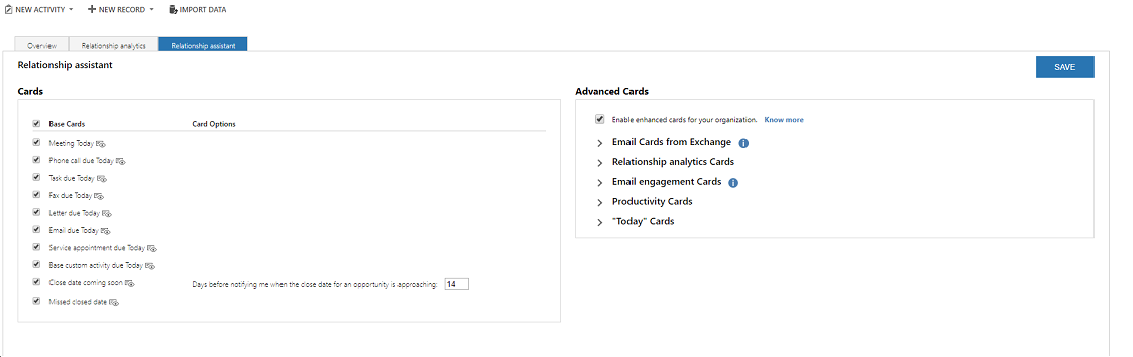 NEW ACTIVITY NEW RECORD IMPORT DATA
Overview Relationship analytics Relationship assistant
Relationship assistant
SAVE
Cards
Base Cards Card Options
Meeting Today
Phone call due Today
Task due Today
Fax due Today
Letter due Today
Email due Today
Service appointment due Today
Base custom activity due Today
Close date coming soon Days before notifying me when the close date for an opportunity is approaching: 14
Missed closed date
Advanced Cards
Enable enhanced cards for your organization. Know more
Email Cards from Exchange
Relationship analytics Cards
Email engagement Cards
Productivity Cards
"Today" Cards